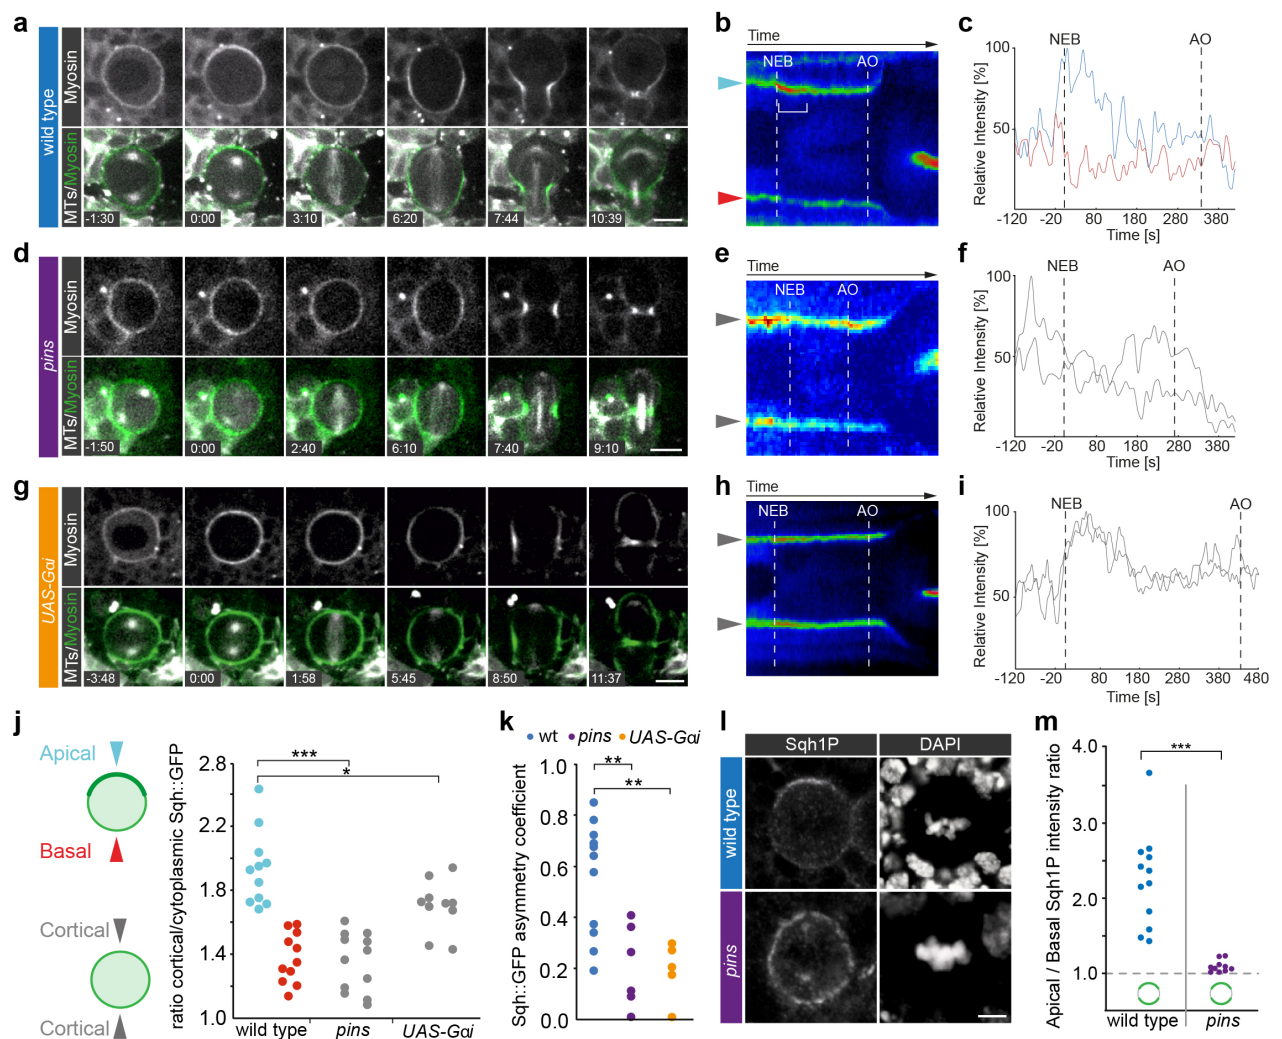 a
wild type
Myosin
MTs/Myosin
-1:30
0:00
3:10
6:20
7:44
10:39
b
Time
NEB
AO
c
Relative Intensity [%]
100
50
NEB
AO
-120
-20
80
180
280
380
Time [s]
d
pins
Myosin
MTs/Myosin
-1:50
0:00
2:40
6:10
7:40
9:10
e
Time
NEB
AO
f
Relative Intensity [%]
100
50
NEB
AO
-120
-20
80
180
280
380
Time [s]
g
UAS-Gαi
Myosin
MTs/Myosin
-3:48
0:00
1:58
5:45
8:50
11:37
h
Time
NEB
AO
i
Relative Intensity [%]
100
50
NEB
AO
-120
-20
80
180
280
380
480
Time [s]
j
Apical
Basal
Cortical
Cortical
ratio cortical/cytoplasmic Sqh::GFP
2.8
2.2
1.8
1.4
1.0
***
*
wild type
pins
UAS-Gαi
k
wt
pins
UAS-Gαi
Sqh::GFP asymmetry coefficient
1.0
0.8
0.6
0.4
0.2
0.0
**
**
l
Sqh1P
DAPI
wild type
pins
m
Apical / Basal Sqh1P intensity ratio
4.0
3.0
2.0
1.0
***
wild type
pins